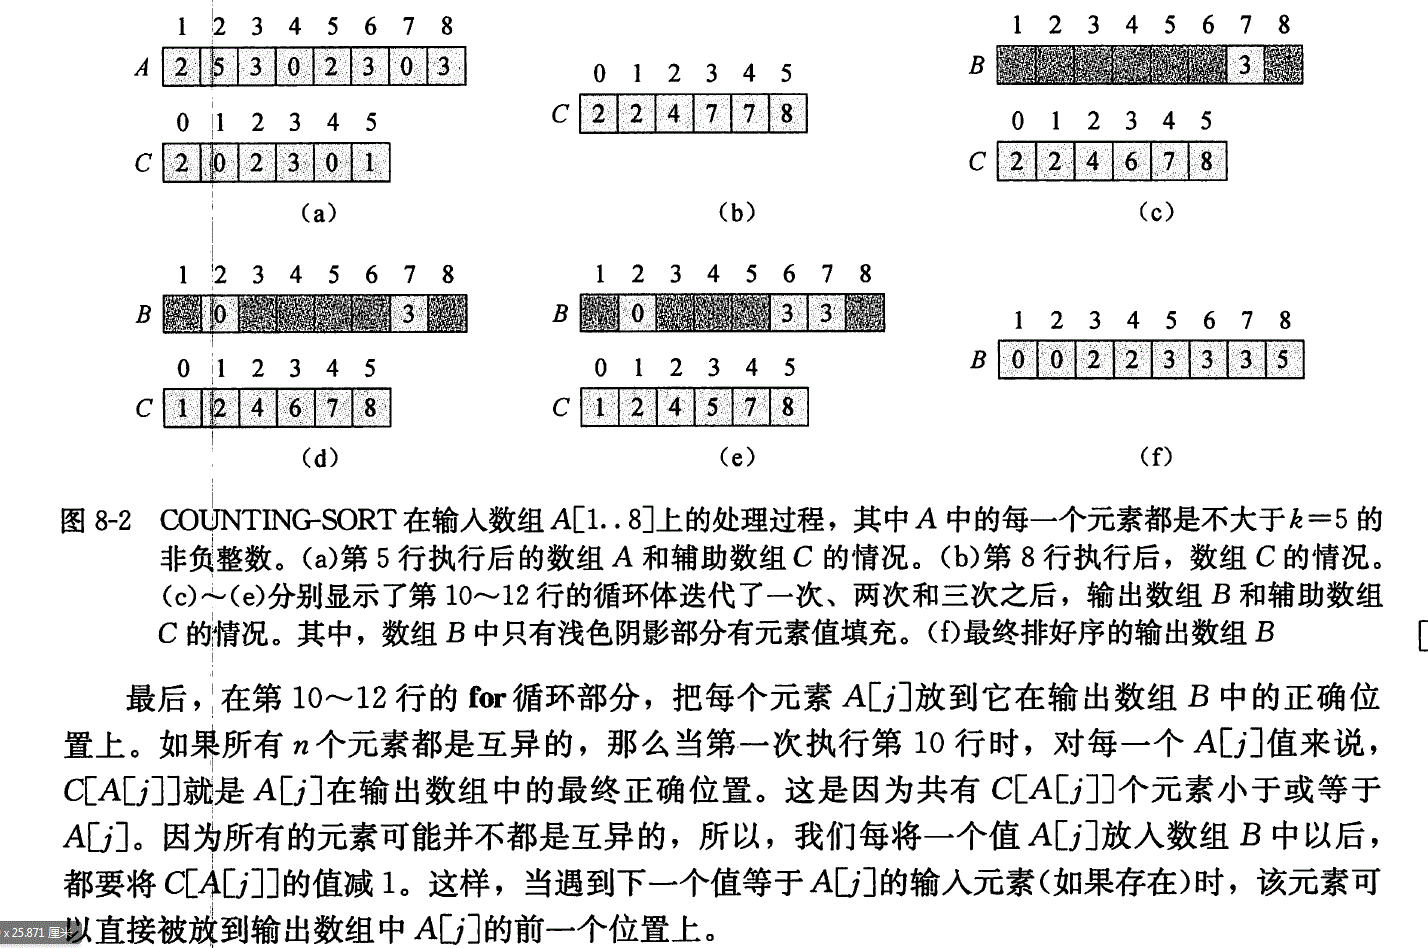 1 2 3 4 5 6 7 8
A 2 5 3 0 2 3 0 3
0 1 2 3 4 5
C 2 0 2 3 0 1
(a)
0 1 2 3 4 5
C 2 2 4 7 7 8
(b)
1 2 3 4 5 6 7 8
B 3
0 1 2 3 4 5
C 2 2 4 6 7 8
(c)
1 2 3 4 5 6 7 8
B 0 3
0 1 2 3 4 5
C 1 2 4 6 7 8
(d)
1 2 3 4 5 6 7 8
B 0 3 3
0 1 2 3 4 5
C 1 2 4 5 7 8
(e)
1 2 3 4 5 6 7 8
B 0 0 2 2 3 3 3 5
(f)
图 8-2 COUNTING-SORT 在输入数组 A[1..8]上的处理过程，其中 A 中的每一个元素都是不大于 k=5 的
非负整数。(a)第 5 行执行后的数组 A 和辅助数组 C 的情况。(b)第 8 行执行后，数组 C 的情况。
(c)～(e)分别显示了第 10～12 行的循环体迭代了一次、两次和三次之后，输出数组 B 和辅助数组
C 的情况。其中，数组 B 中只有浅色阴影部分有元素值填充。(f)最终排好序的输出数组 B
最后，在第 10～12 行的 for 循环部分，把每个元素 A[j]放到它在输出数组 B 中的正确位
置上。如果所有 n 个元素都是互异的，那么当第一次执行第 10 行时，对每一个 A[j]值来说，
C[A[j]]就是 A[j]在输出数组中的最终正确位置。这是因为共有 C[A[j]]个元素小于或等于
A[j]。因为所有的元素可能并不都是互异的，所以，我们每将一个值 A[j]放入数组 B 中以后，
都要将 C[A[j]]的值减 1。这样，当遇到下一个值等于 A[j]的输入元素(如果存在)时，该元素可
以直接被放到输出数组中 A[j]的前一个位置上。
x 25.871 厘米